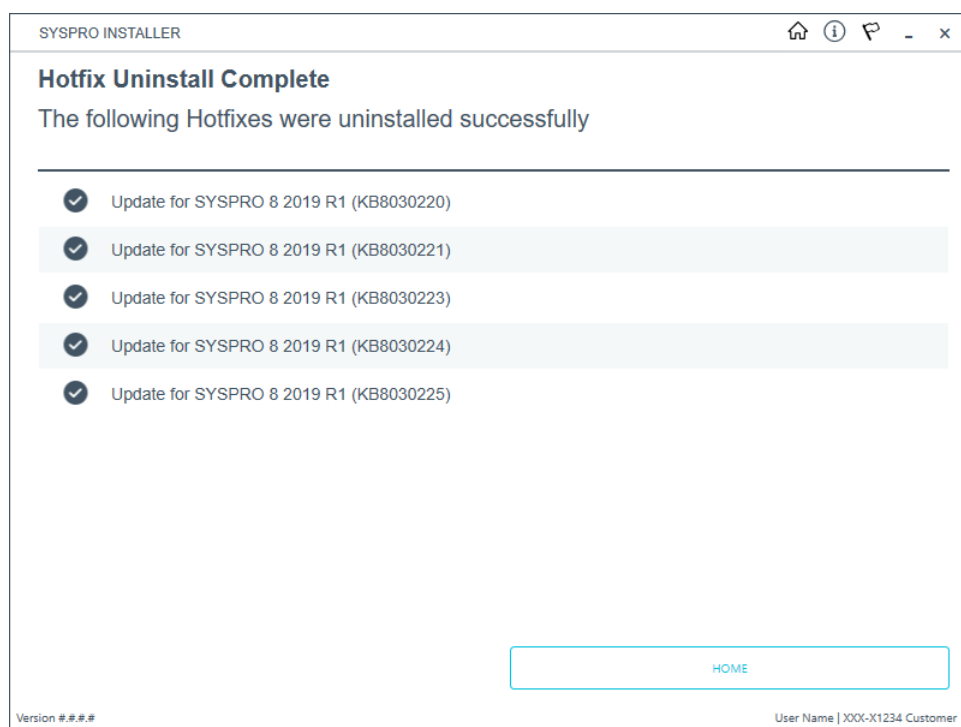 SYSPRO INSTALLER
Hotfix Uninstall Complete
The following Hotfixes were uninstalled successfully
Update for SYSPRO 8 2019 R1 (KB8030220)
Update for SYSPRO 8 2019 R1 (KB8030221)
Update for SYSPRO 8 2019 R1 (KB8030223)
Update for SYSPRO 8 2019 R1 (KB8030224)
Update for SYSPRO 8 2019 R1 (KB8030225)
HOME
Version #.#.#.#
User Name | XXX-X1234 Customer